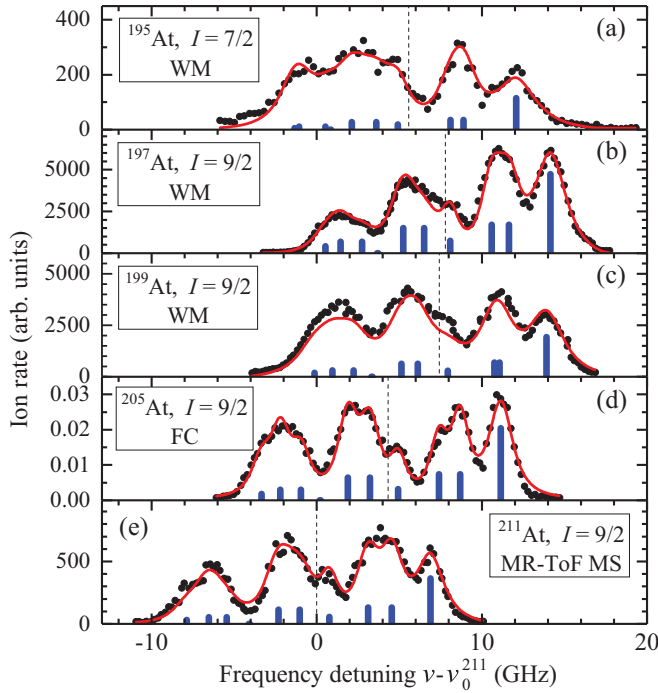 400
200
0
¹⁹⁵At, I = 7/2
WM
(a)
5000
2500
0
¹⁹⁷At, I = 9/2
WM
(b)
5000
2500
0
¹⁹⁹At, I = 9/2
WM
(c)
0.03
0.02
0.01
0.00
²⁰⁵At, I = 9/2
FC
(d)
500
0
(e)
²¹¹At, I = 9/2
MR-ToF MS
Ion rate (arb. units)
-10 0 10 20
Frequency detuning ν-ν₀²¹¹ (GHz)